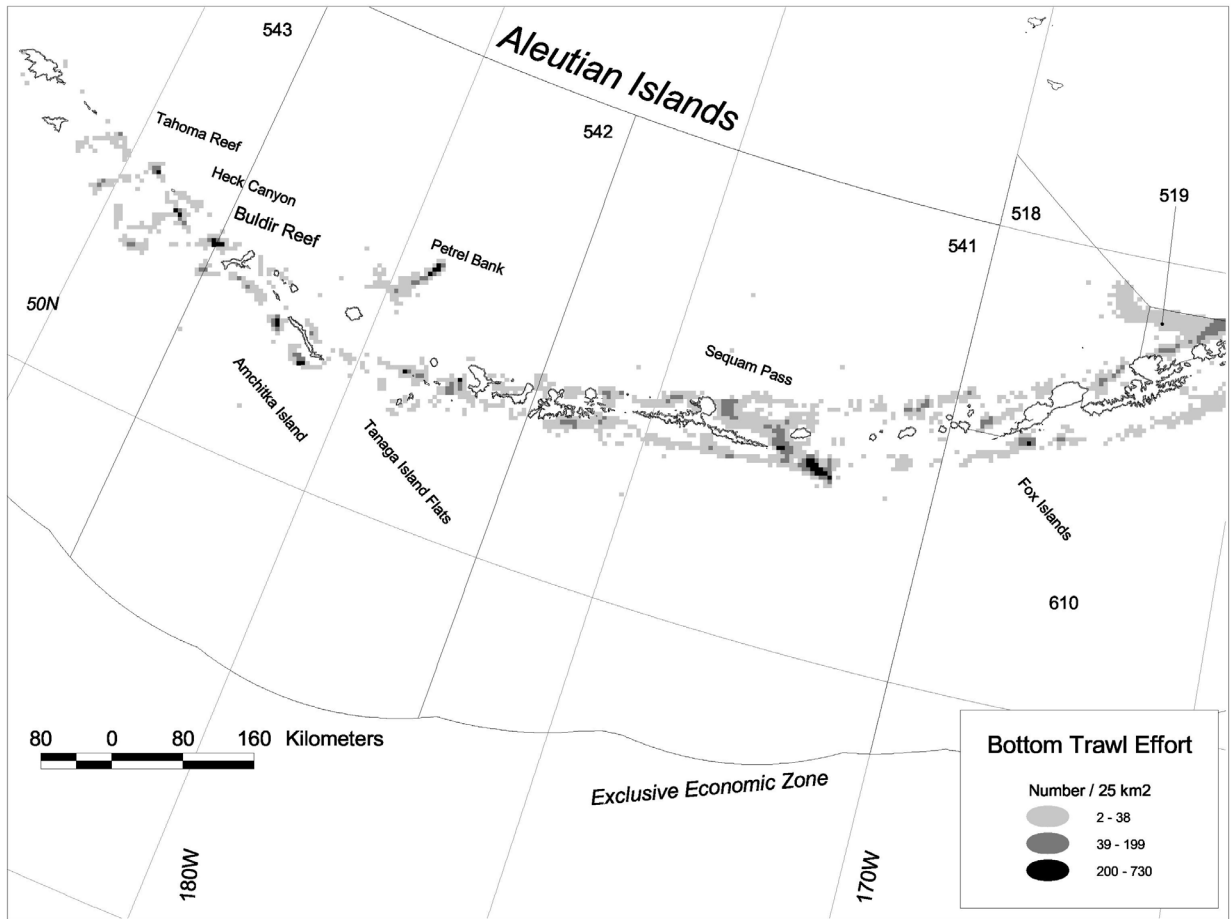 543
Aleutian Islands
542
Tahoma Reef
Heck Canyon
Buldir Reef
Petrel Bank
519
518
541
50N
Amchitka Island
Tanaga Island Flats
Sequam Pass
Fox Islands
610
80 0 80 160 Kilometers
Exclusive Economic Zone
180W
170W
Bottom Trawl Effort
Number / 25 km2
2 - 38
39 - 199
200 - 730